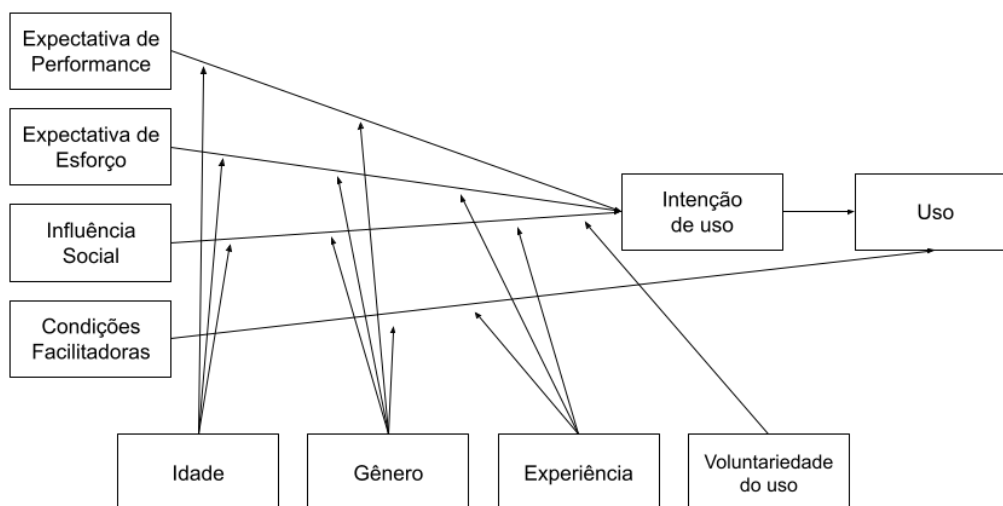 Expectativa de
Performance
Expectativa de
Esforço
Influência
Social
Condições
Facilitadoras
Intenção
de uso
Uso
Idade
Gênero
Experiência
Voluntariedade
do uso